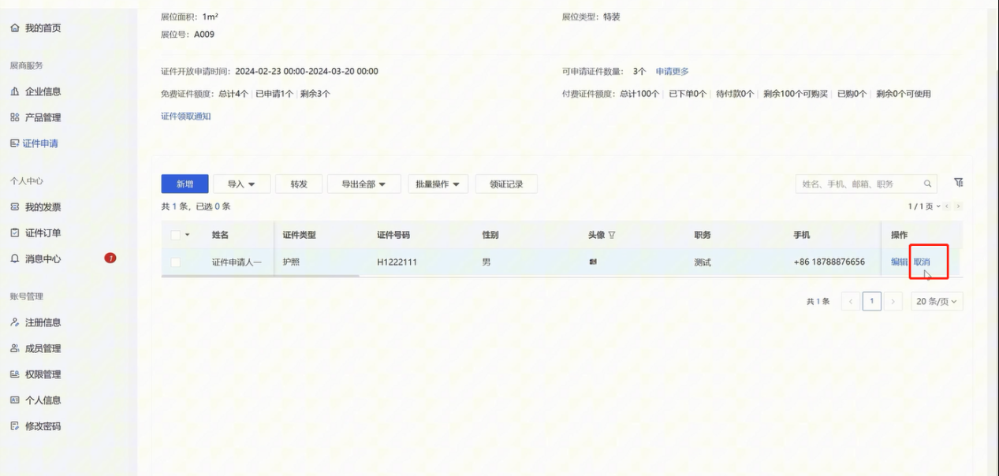 我的首页
展商服务
企业信息
产品管理
证件申请
个人中心
我的发票
证件订单
消息中心 1
账号管理
注册信息
成员管理
权限管理
个人信息
修改密码
展位面积：1m² 展位类型：特装
展位号：A009
证件开放申请时间：2024-02-23 00:00-2024-03-20 00:00 可申请证件数量： 3个 申请更多
免费证件额度：总计4个 已申请1个 剩余3个 付费证件额度：总计100个 已下单0个 待付款0个 剩余100个可购买 已购0个 剩余0个可使用
证件领取通知
新增 导入 转发 导出全部 批量操作 领证记录 姓名、手机、邮箱、职务
共 1 条，已选 0 条 1 / 1 页
姓名 证件类型 证件号码 性别 头像 职务 手机 操作
证件申请人一 护照 H1222111 男 测试 +86 18788876656 编辑 取消
共 1 条 1 20 条/页